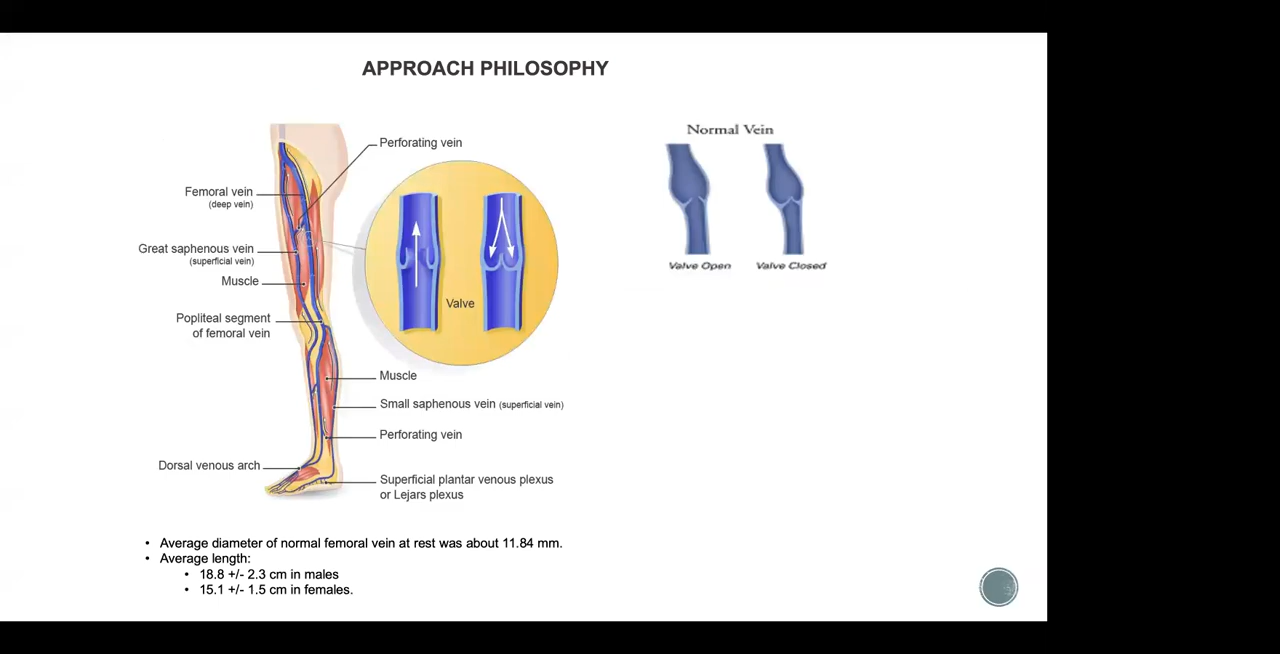 APPROACH PHILOSOPHY
Perforating vein
Femoral vein
(deep vein)
Great saphenous vein
(superficial vein)
Muscle
Popliteal segment
of femoral vein
Valve
Muscle
Small saphenous vein (superficial vein)
Perforating vein
Dorsal venous arch
Superficial plantar venous plexus
or Lejars plexus
Normal Vein
Valve Open
Valve Closed
• Average diameter of normal femoral vein at rest was about 11.84 mm.
• Average length:
• 18.8 +/- 2.3 cm in males
• 15.1 +/- 1.5 cm in females.